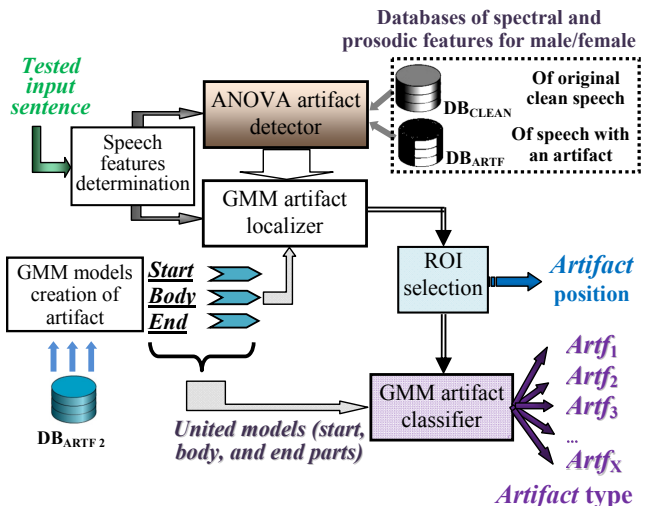 Databases of spectral and
prosodic features for male/female
Tested
input
sentence
ANOVA artifact
detector
DBCLEAN
Of original
clean speech
DBARTF
Of speech with
an artifact
Speech
features
determination
GMM artifact
localizer
GMM models
creation of
artifact
Start
Body
End
ROI
selection
Artifact
position
DBARTF 2
United models (start,
body, and end parts)
GMM artifact
classifier
Artf1
Artf2
Artf3
...
ArtfX
Artifact type